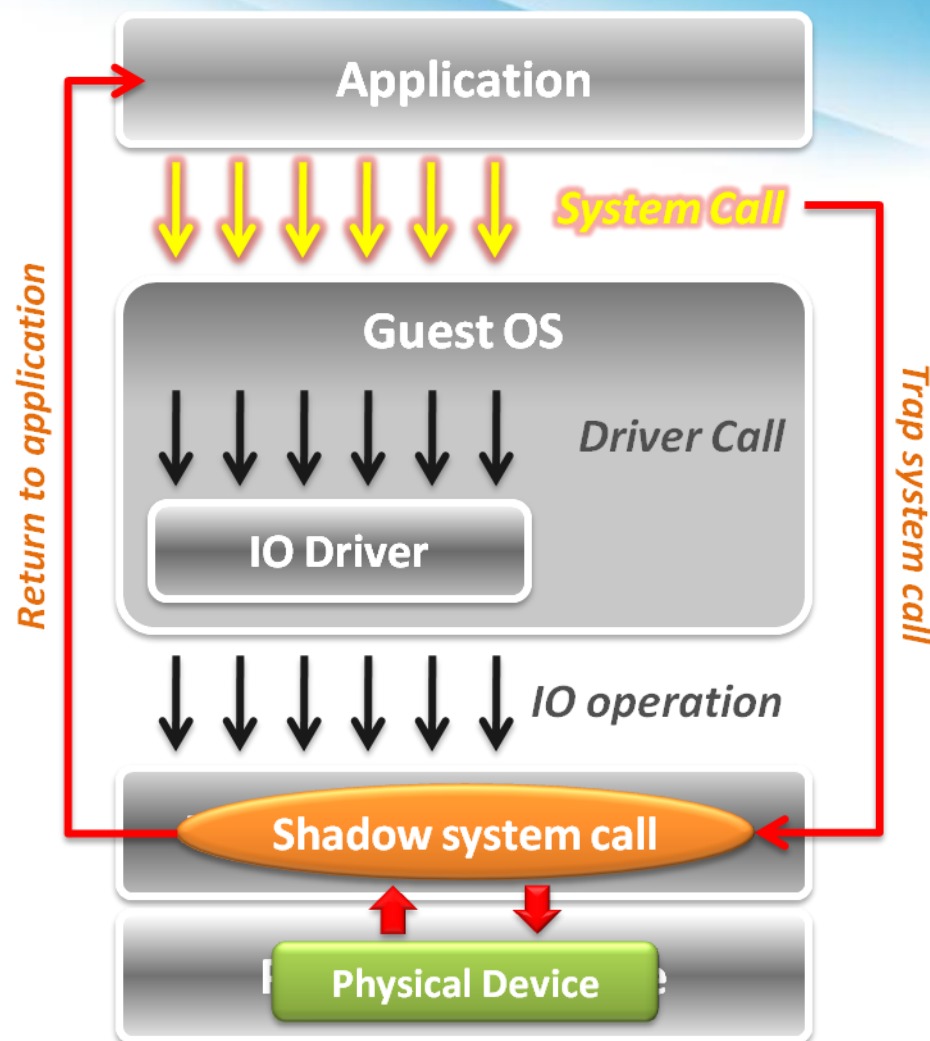 Application
System Call
Guest OS
Driver Call
IO Driver
IO operation
Shadow system call
Physical Device
Return to application
Trap system call